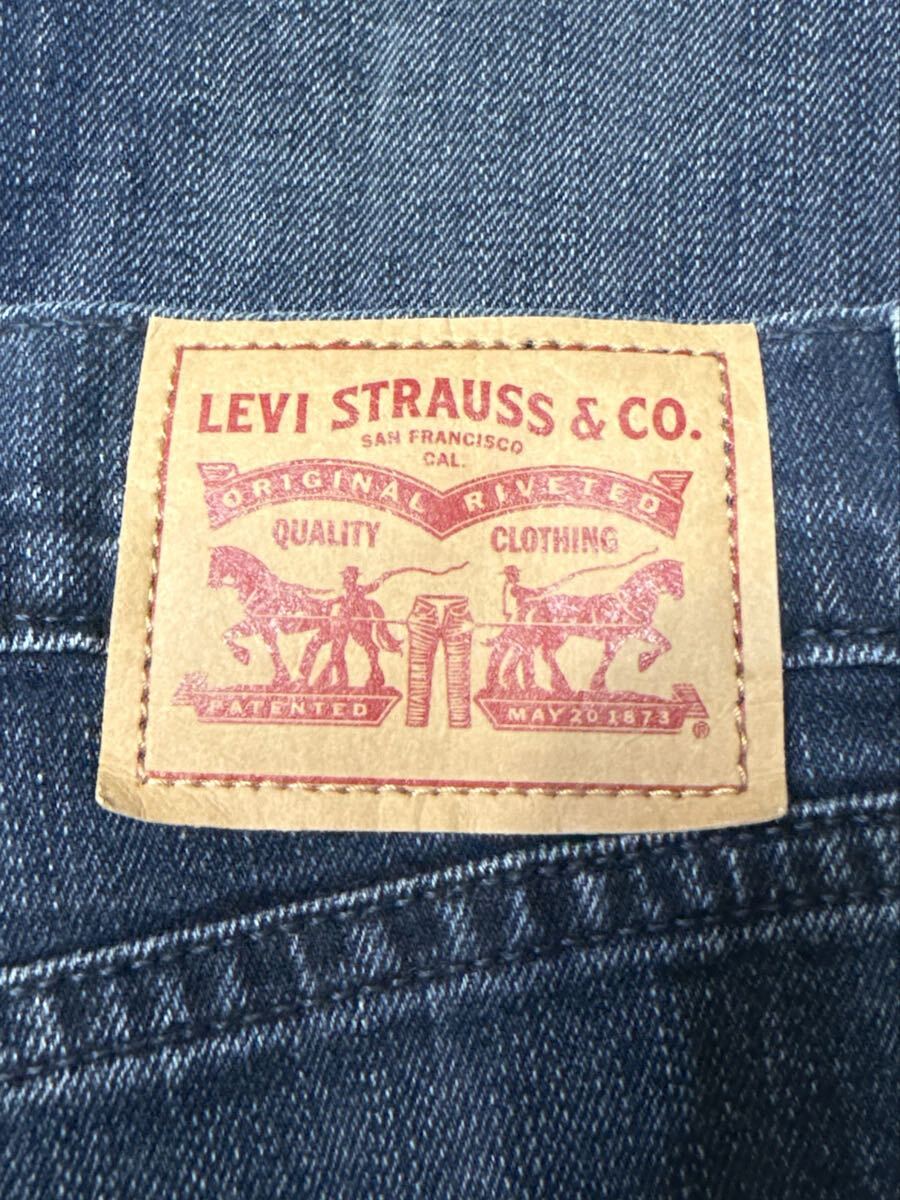 LEVI STRAUSS & CO.
SAN FRANCISCO
CAL.
ORIGINAL RIVETED
QUALITY CLOTHING
PATENTED MAY 20 1873 ®